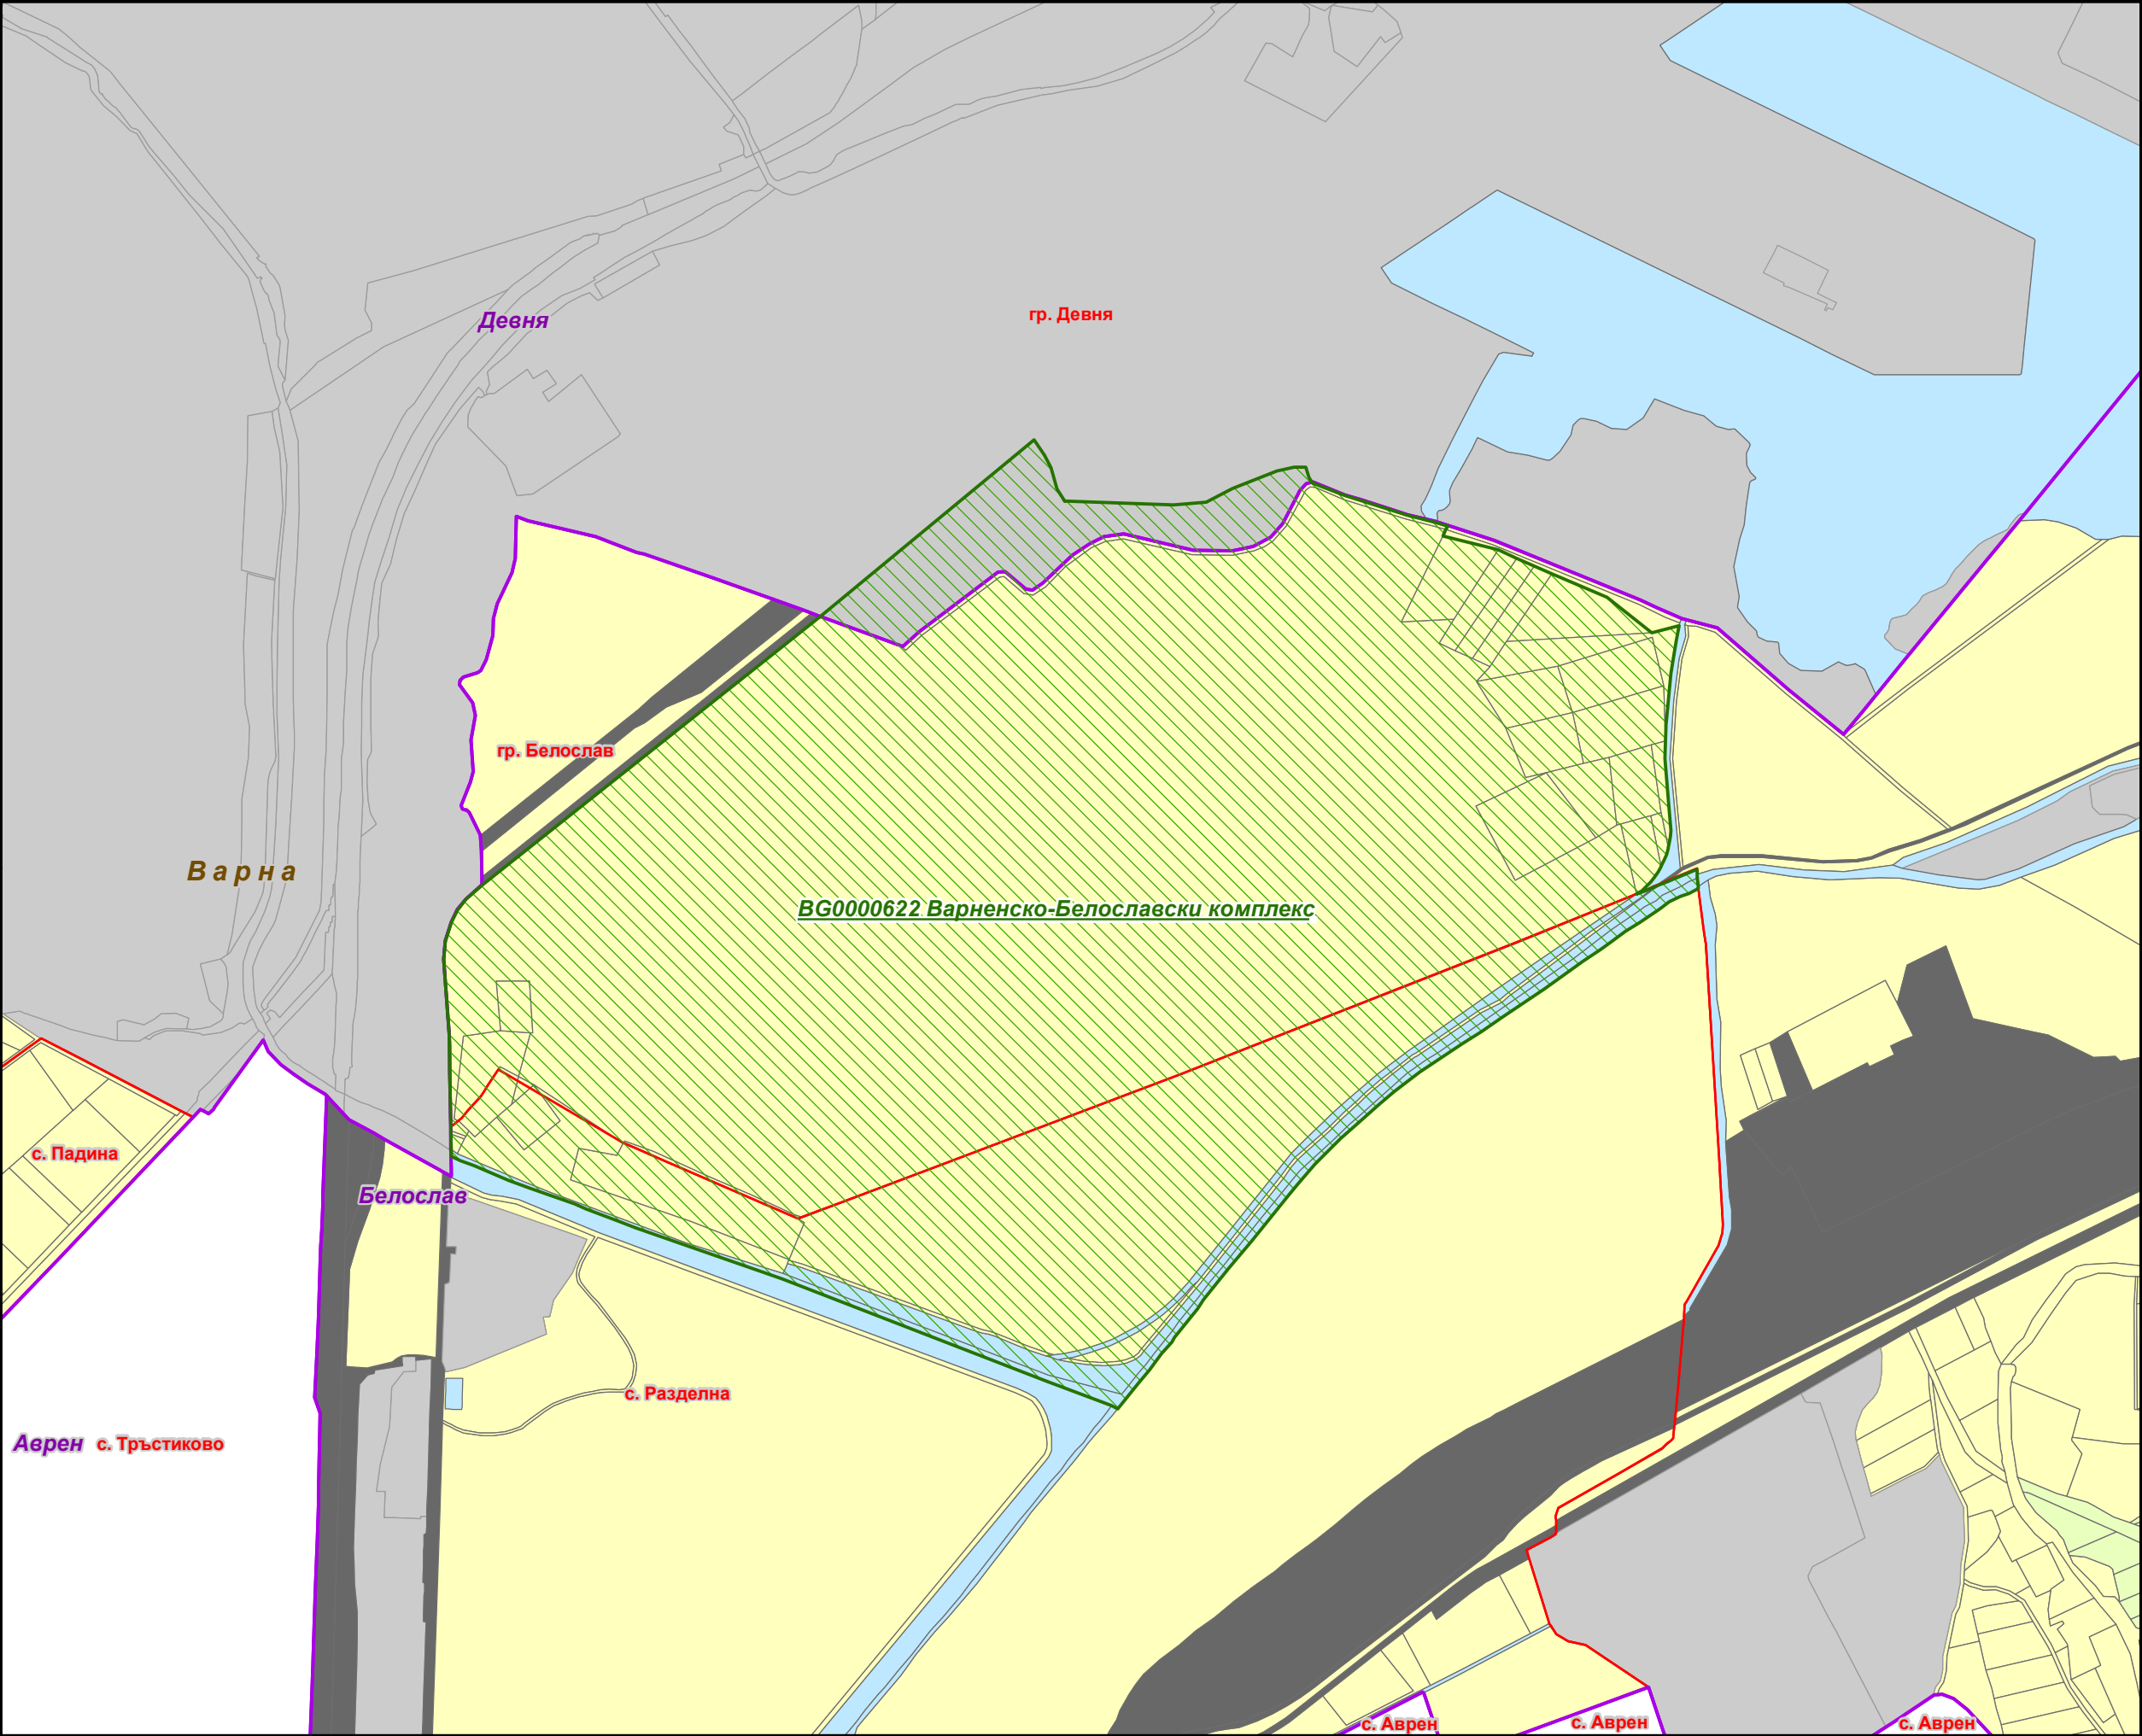 гр. Девня
Девня
гр. Белослав
Варна
BG0000622 Варненско-Белославски комплекс
с. Падина
Белослав
с. Разделна
Аврен с. Тръстиково
с. Аврен
с. Аврен
с. Аврен